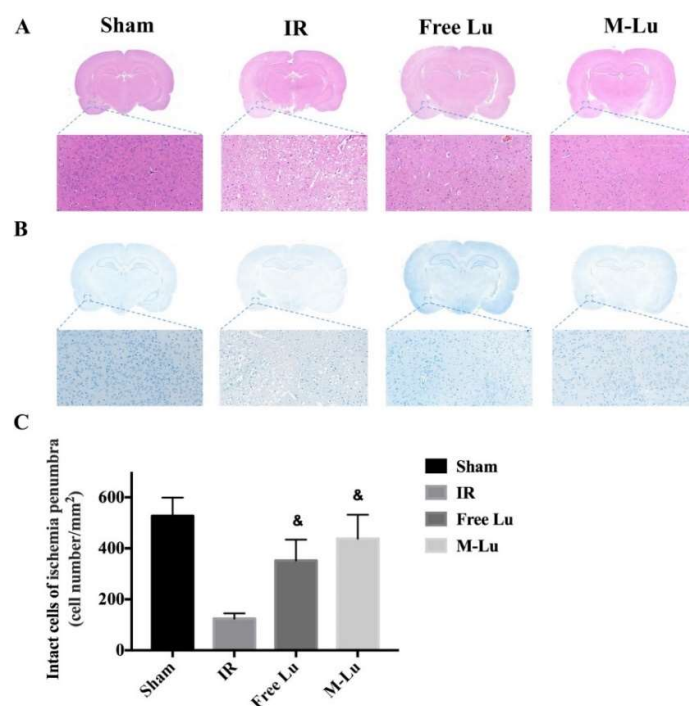 A
Sham IR Free Lu M-Lu
B
C
Intact cells of ischemia penumbra
(cell number/mm²)
600
400
200
0
&
&
Sham
IR
Free Lu
M-Lu
Sham IR Free Lu M-Lu